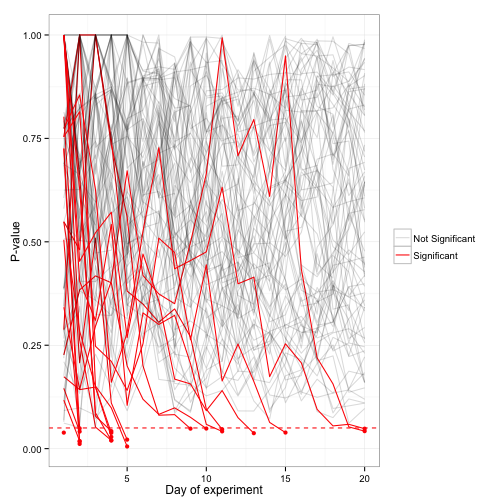 1.00
0.75
0.50
0.25
0.00
P-value
5
10
15
20
Day of experiment
Not Significant
Significant